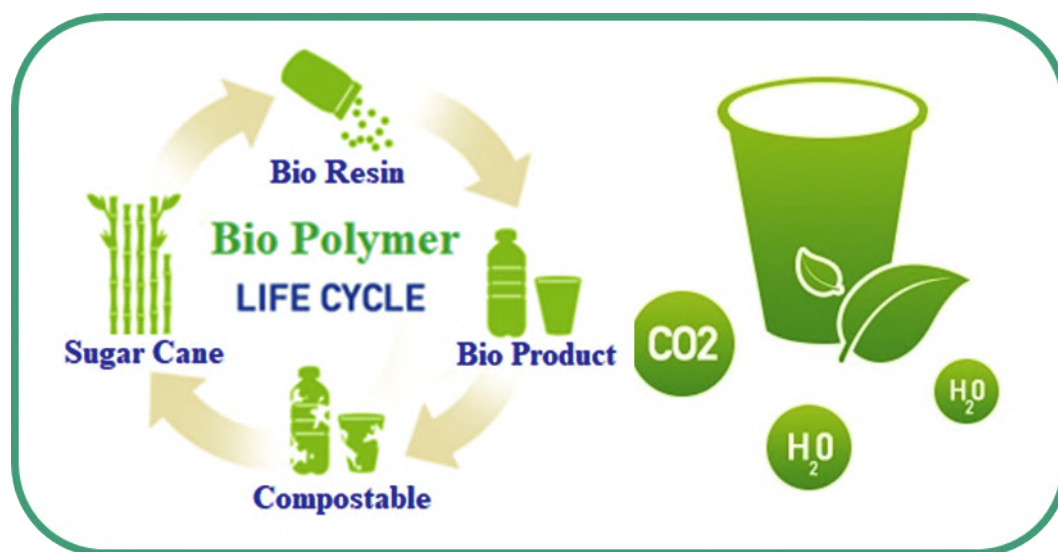 Bio Resin
Bio Polymer
LIFE CYCLE
Sugar Cane
Bio Product
Compostable
CO2
H2O
H2O